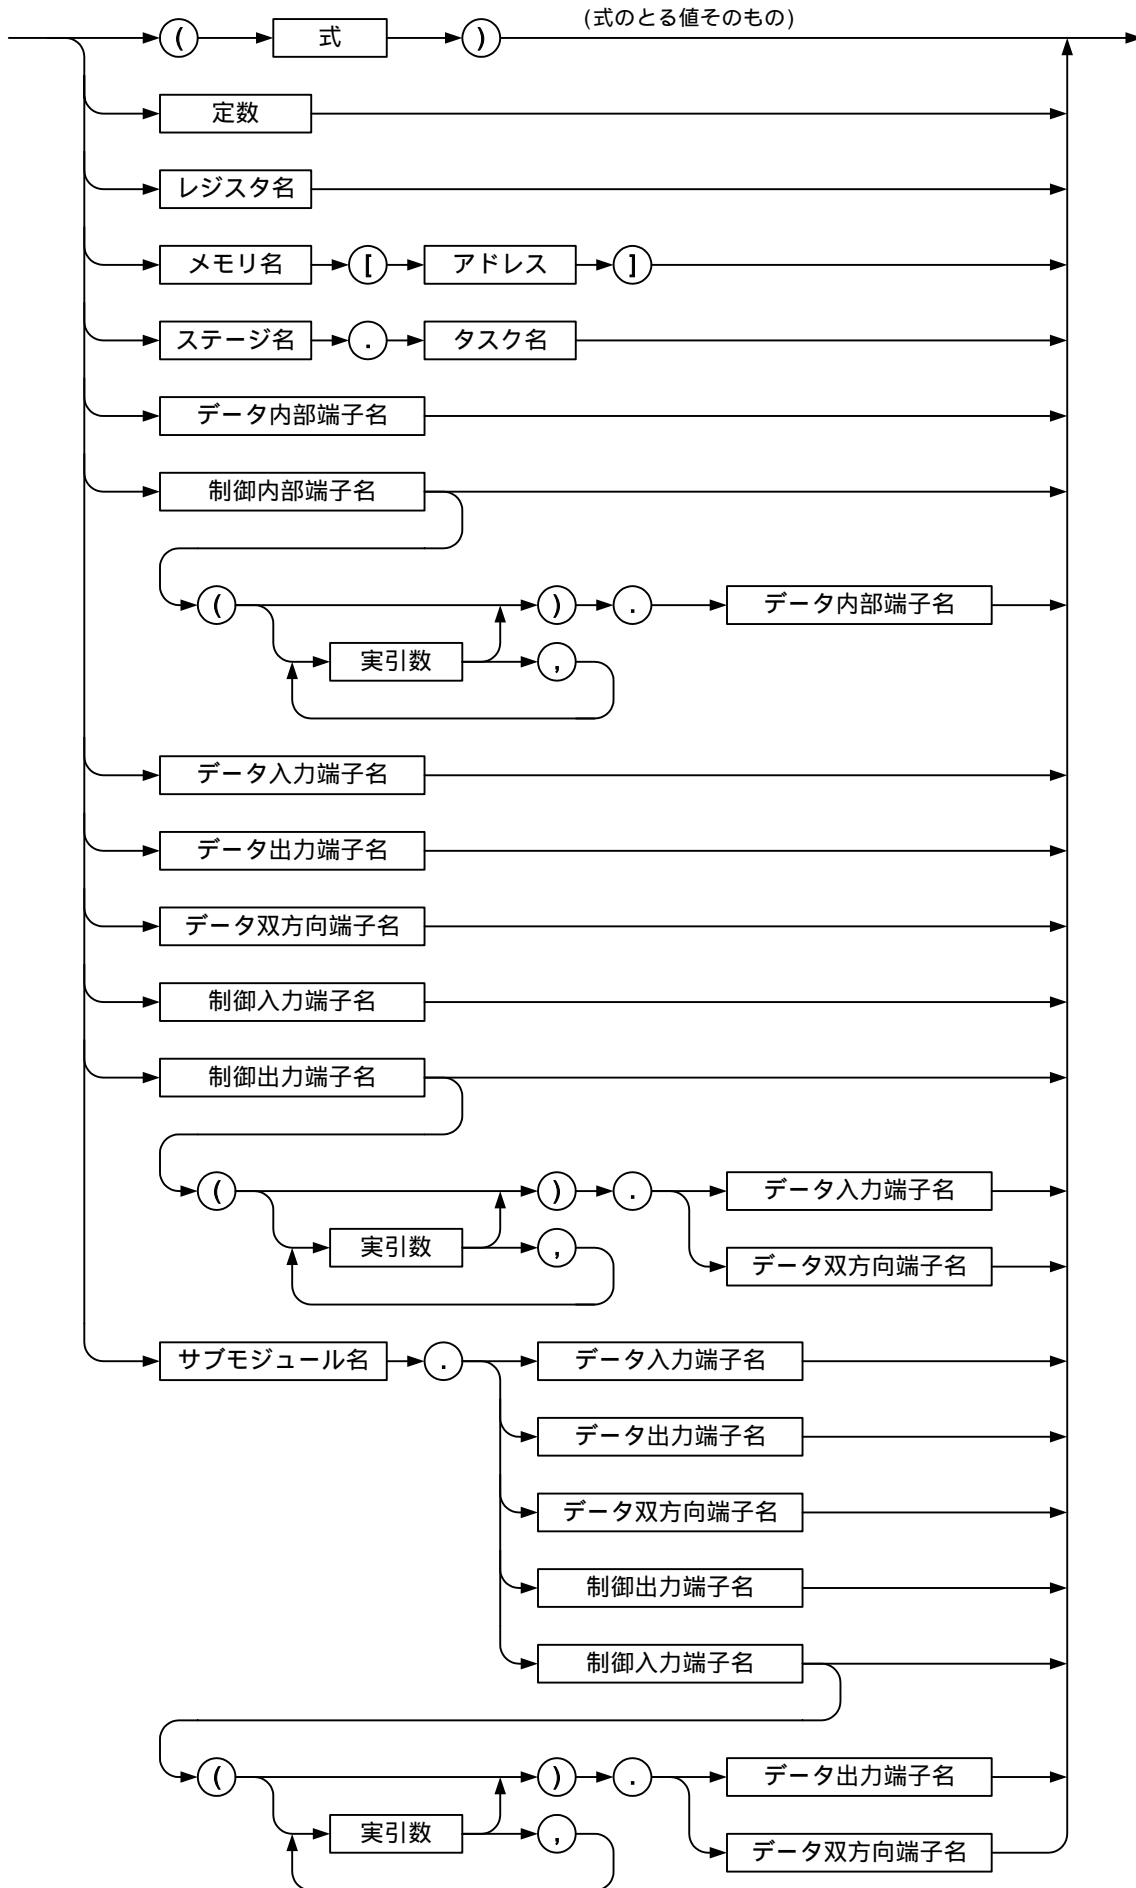 (式のとる値そのもの)
( 式 )
定数
レジスタ名
メモリ名 [ アドレス ]
ステージ名 . タスク名
データ内部端子名
制御内部端子名
( ) . データ内部端子名
実引数 ,
データ入力端子名
データ出力端子名
データ双方向端子名
制御入力端子名
制御出力端子名
( ) . データ入力端子名
実引数 ,
データ双方向端子名
サブモジュール名 . データ入力端子名
データ出力端子名
データ双方向端子名
制御出力端子名
制御入力端子名
( ) . データ出力端子名
実引数 ,
データ双方向端子名